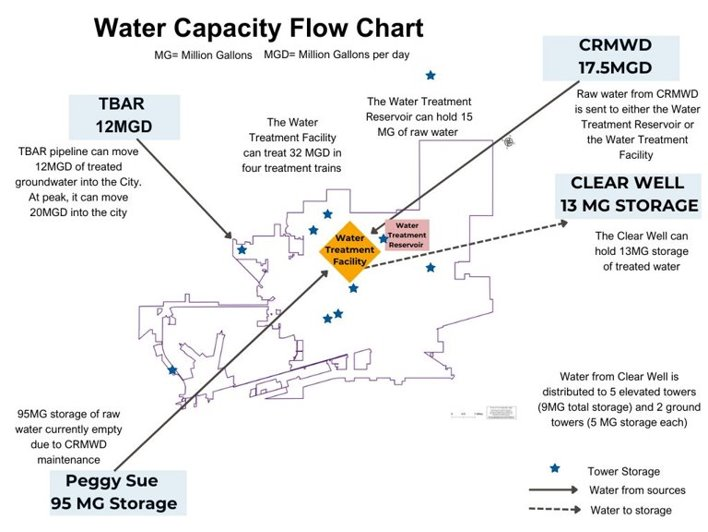 Water Capacity Flow Chart
MG= Million Gallons MGD= Million Gallons per day
CRMWD
17.5MGD
Raw water from CRMWD
is sent to either the Water
Treatment Reservoir or
the Water Treatment
Facility
TBAR
12MGD
TBAR pipeline can move
12MGD of treated
groundwater into the City.
At peak, it can move
20MGD into the city
The Water
Treatment Facility
can treat 32 MGD in
four treatment trains
The Water Treatment
Reservoir can hold 15
MG of raw water
CLEAR WELL
13 MG STORAGE
The Clear Well can
hold 13MG storage
of treated water
Water
Treatment
Facility
Water
Treatment
Reservoir
Water from Clear Well is
distributed to 5 elevated towers
(9MG total storage) and 2 ground
towers (5 MG storage each)
95MG storage of raw
water currently empty
due to CRMWD
maintenance
Peggy Sue
95 MG Storage
Tower Storage
Water from sources
Water to storage